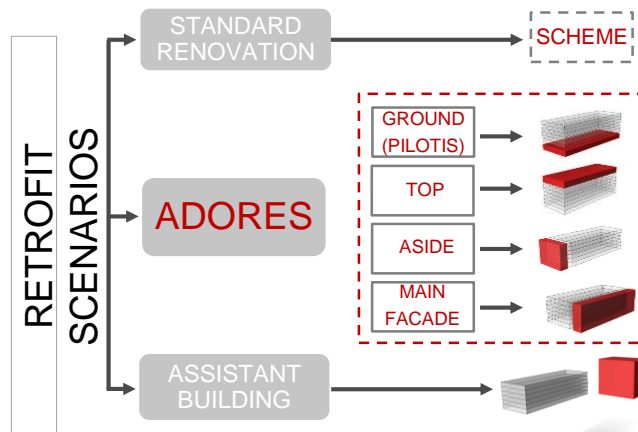 RETROFIT
SCENARIOS
STANDARD
RENOVATION
SCHEME
ADORES
GROUND
(PILOTIS)
TOP
ASIDE
MAIN
FACADE
ASSISTANT
BUILDING